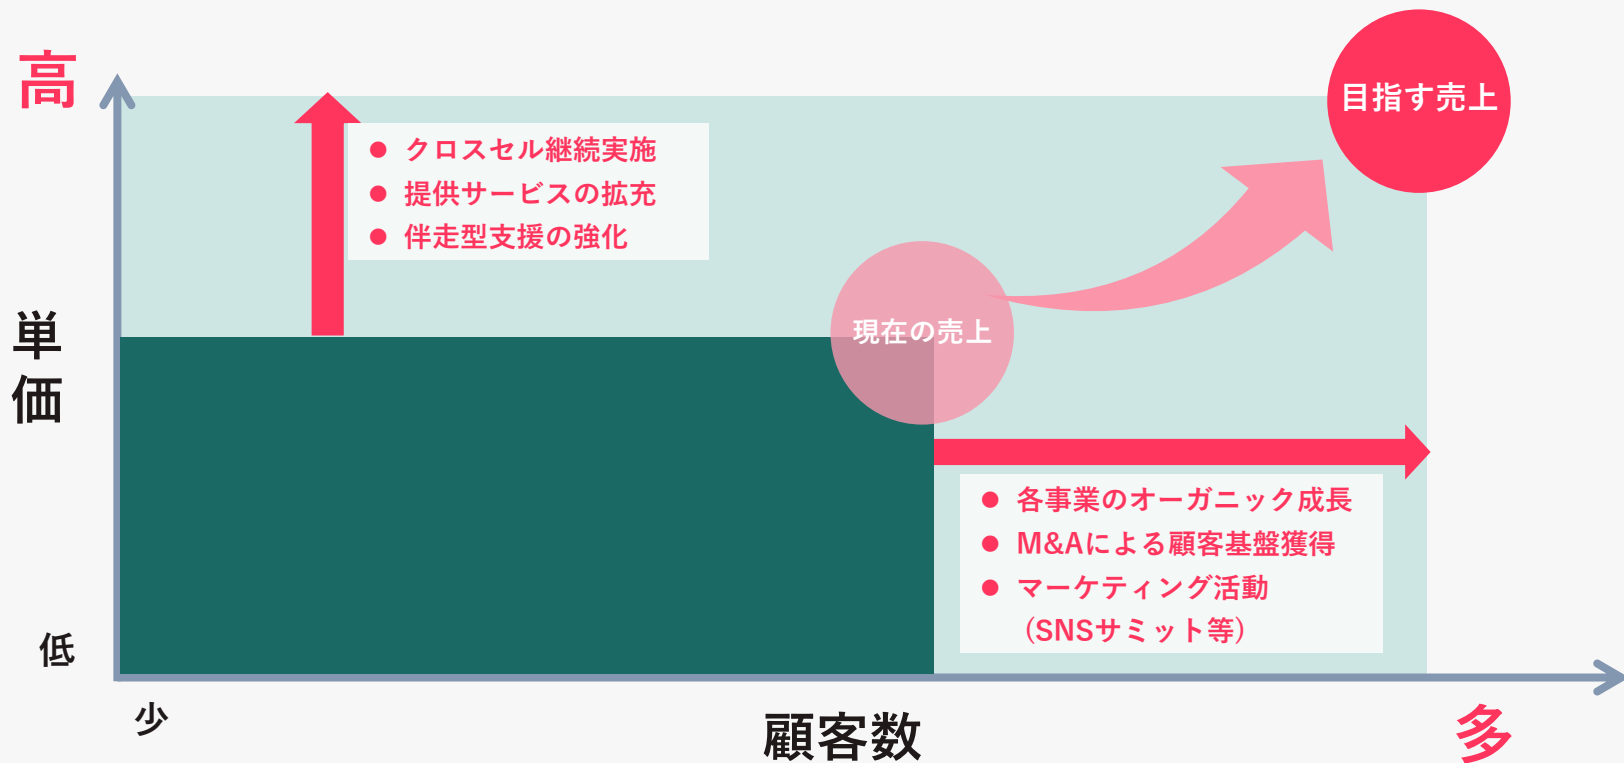 高
目指す売上
● クロスセル継続実施
● 提供サービスの拡充
● 伴走型支援の強化
現在の売上
単
価
● 各事業のオーガニック成長
● M&Aによる顧客基盤獲得
● マーケティング活動
（SNSサミット等）
低
少
顧客数
多